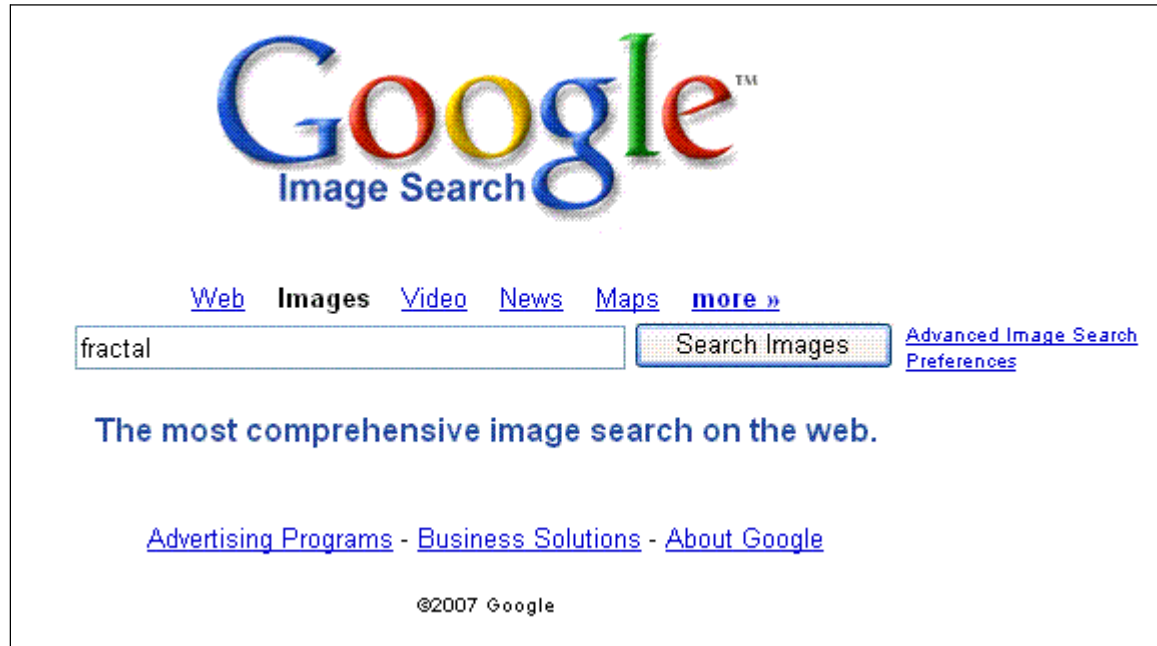 Google™
Image Search
Web Images Video News Maps more »
fractal Search Images Advanced Image Search
Preferences
The most comprehensive image search on the web.
Advertising Programs - Business Solutions - About Google
©2007 Google